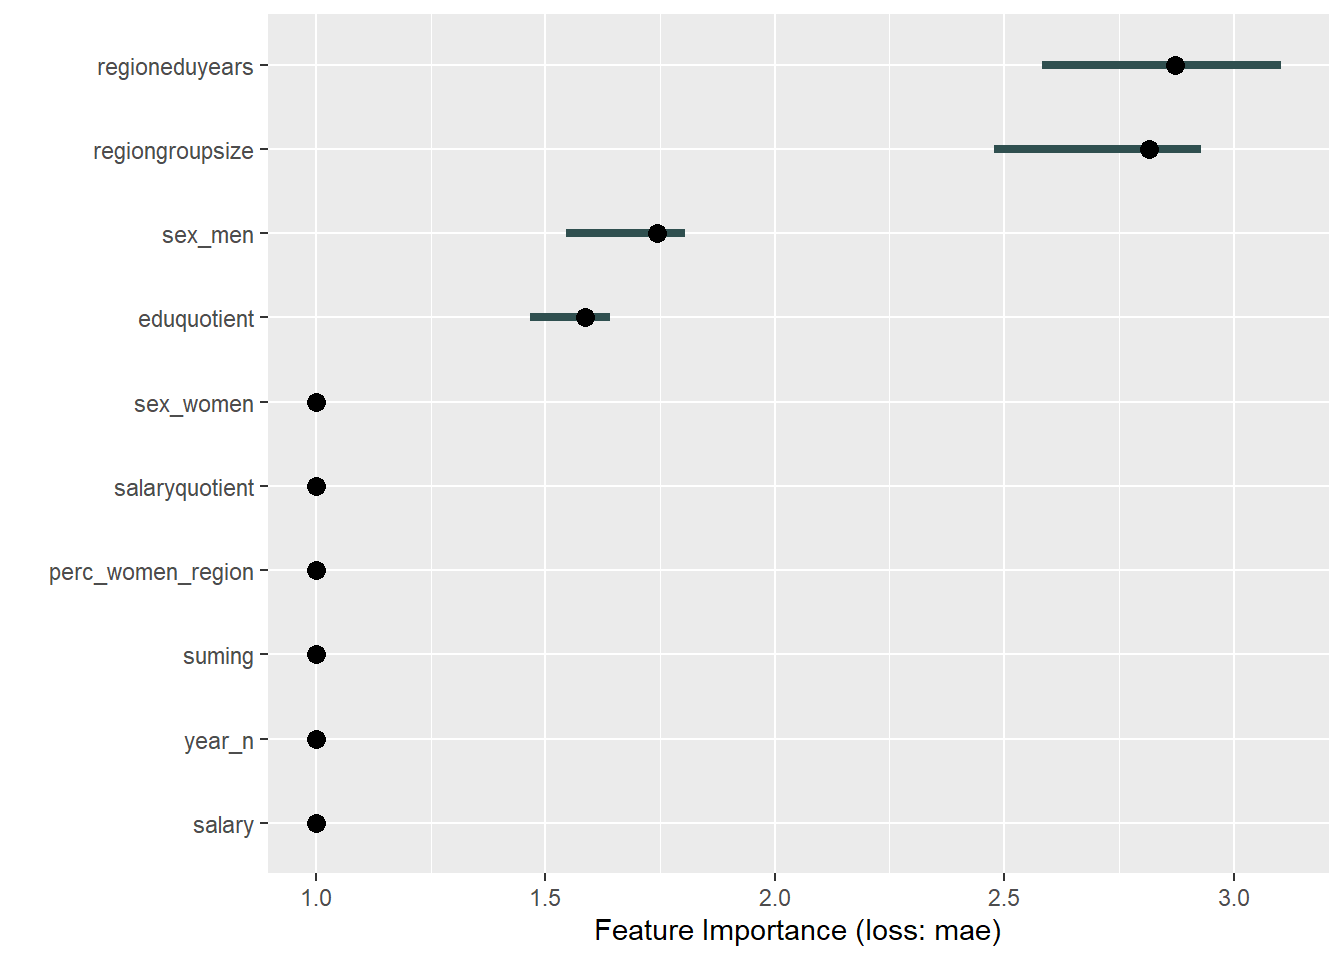 regioneduyears
regiongroupsize
sex_men
eduquotient
sex_women
salaryquotient
perc_women_region
suming
year_n
salary
1.0 1.5 2.0 2.5 3.0
Feature Importance (loss: mae)